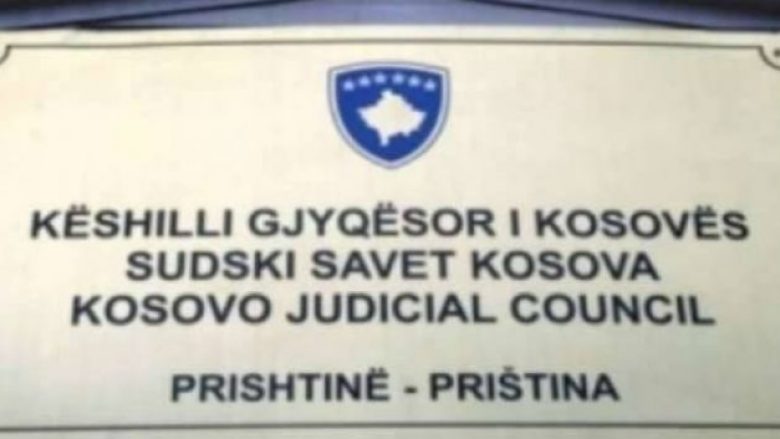 KËSHILLI GJYQËSOR I KOSOVËS
SUDSKI SAVET KOSOVA
KOSOVO JUDICIAL COUNCIL
PRISHTINË - PRIŠTINA